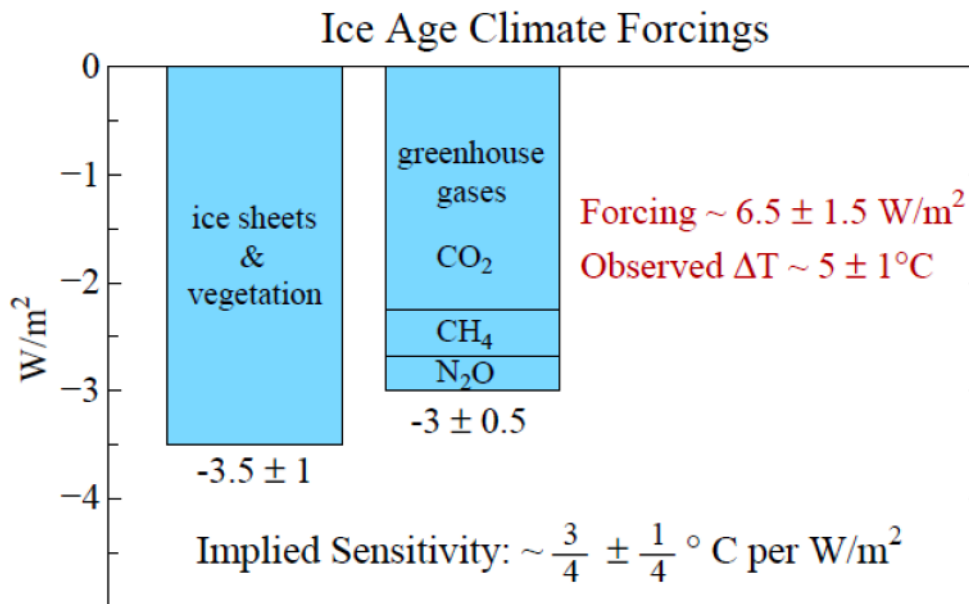 Ice Age Climate Forcings
0
−1
−2
−3
−4
W/m²
ice sheets
&
vegetation
-3.5 ± 1
greenhouse
gases
CO₂
CH₄
N₂O
-3 ± 0.5
Forcing ~ 6.5 ± 1.5 W/m²
Observed ΔT ~ 5 ± 1°C
Implied Sensitivity: ~ 3/4 ± 1/4 ° C per W/m²